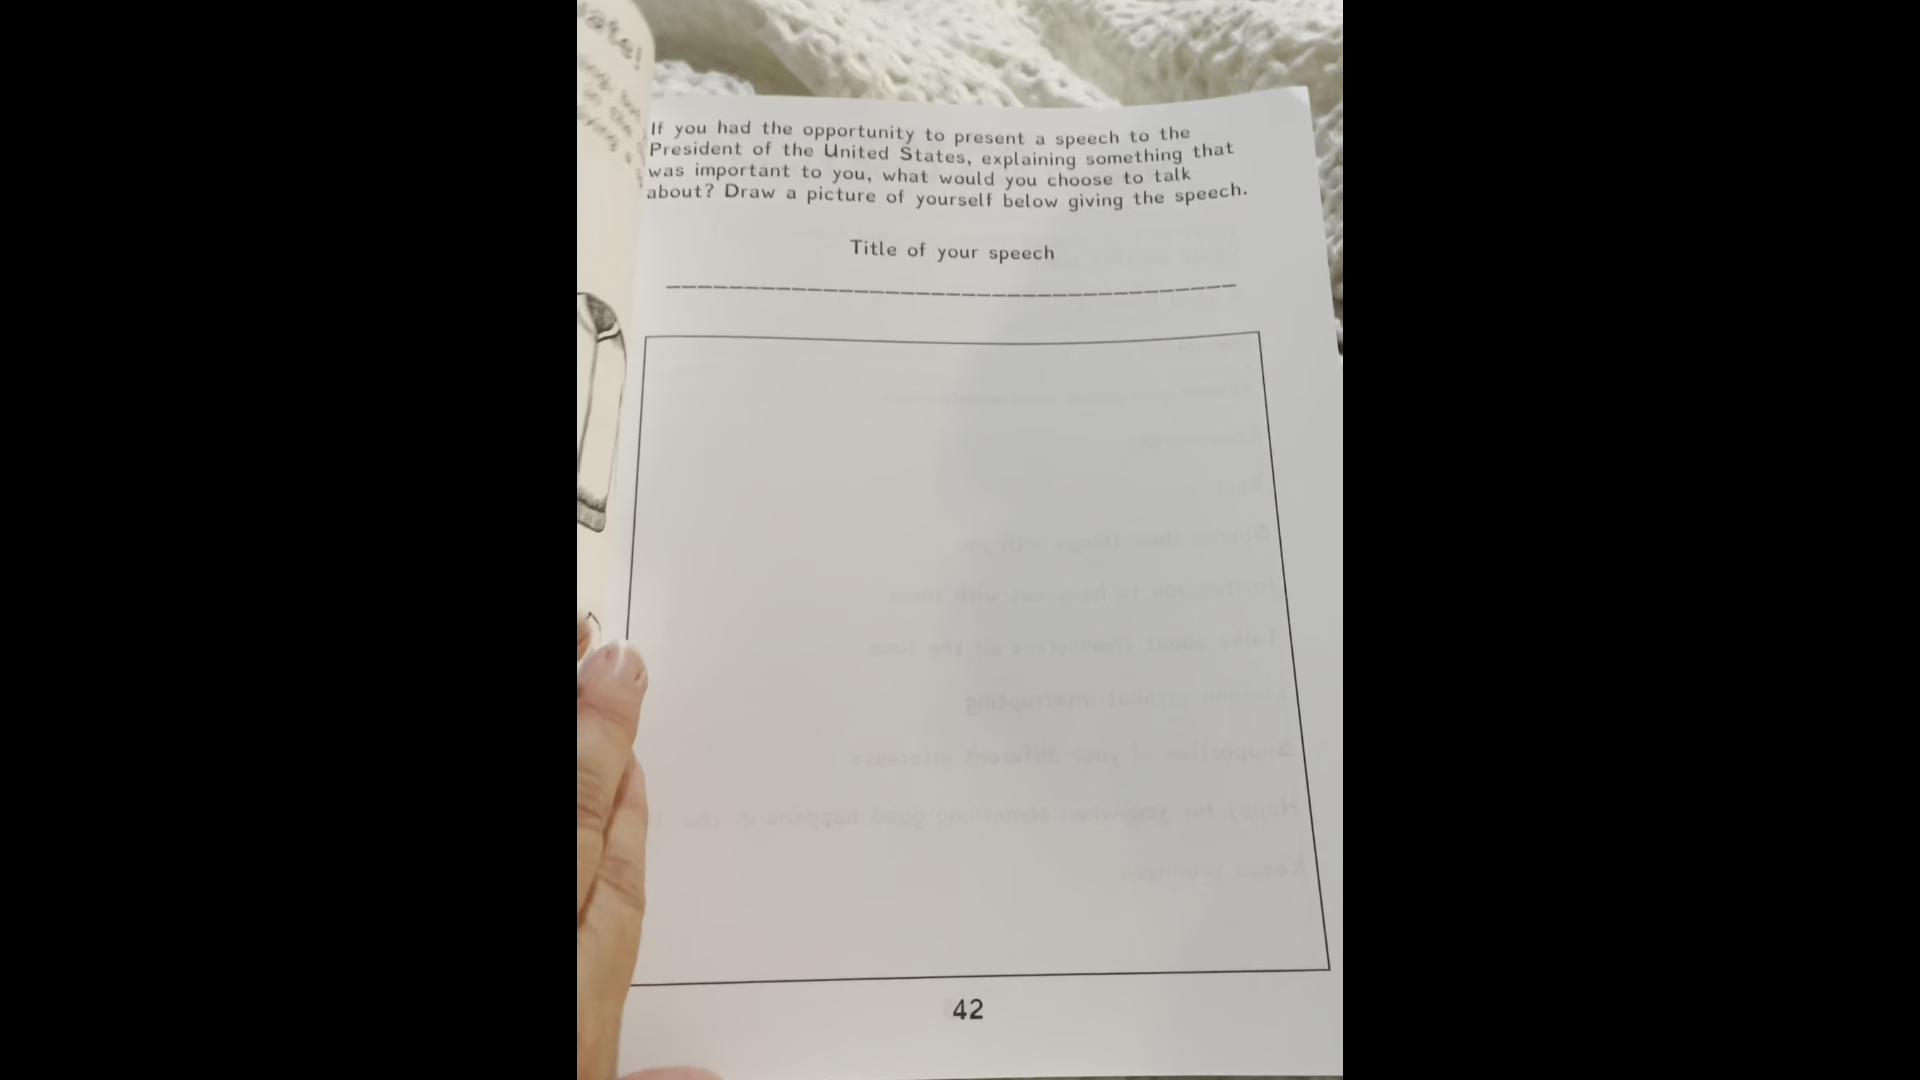 If you had the opportunity to present a speech to the
President of the United States, explaining something that
was important to you, what would you choose to talk
about? Draw a picture of yourself below giving the speech.
Title of your speech
42